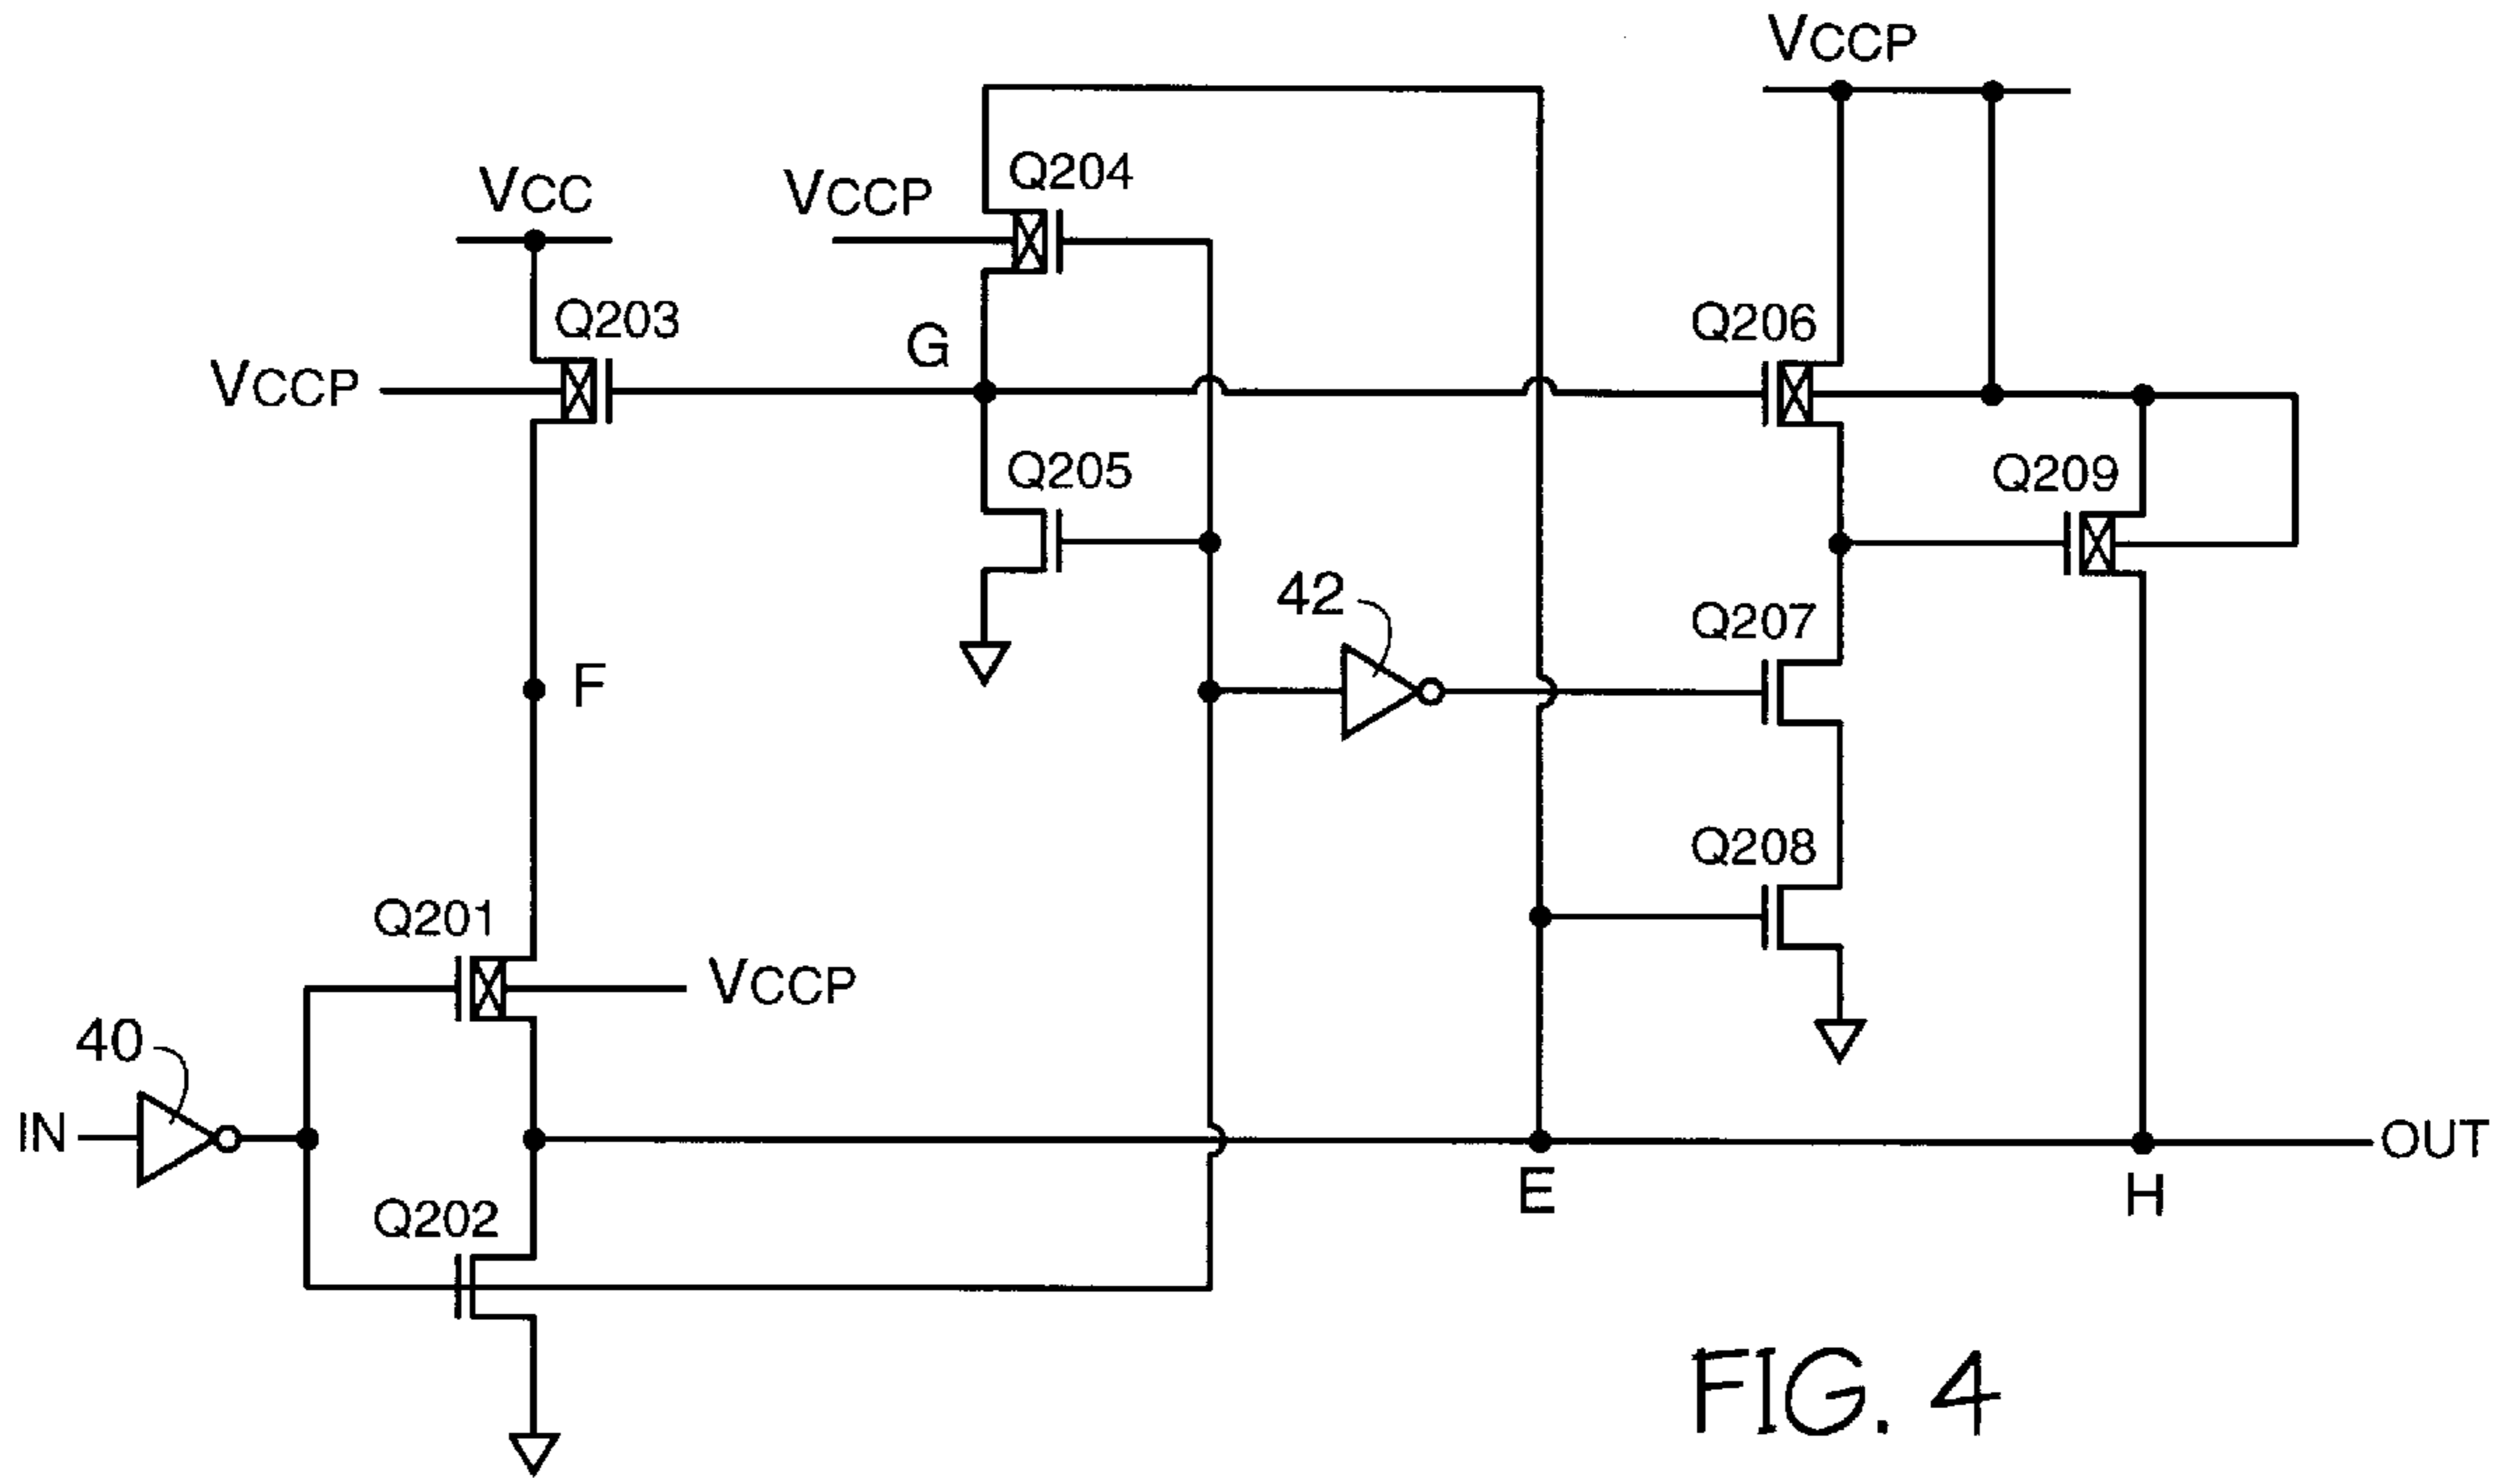 VCCP
VCC
VCCP
Q204
Q203
Q206
VCCP
G
Q205
Q209
42
Q207
F
Q208
Q201
VCCP
40
IN
OUT
E
H
Q202
FIG. 4